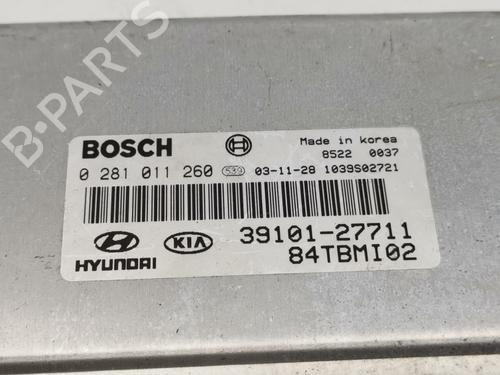 B-PARTS
BOSCH
Made in korea
8522 0037
0 281 011 260 539 03-11-28 1039S02721
HYUNDAI KIA 39101-27711
84TBMI02